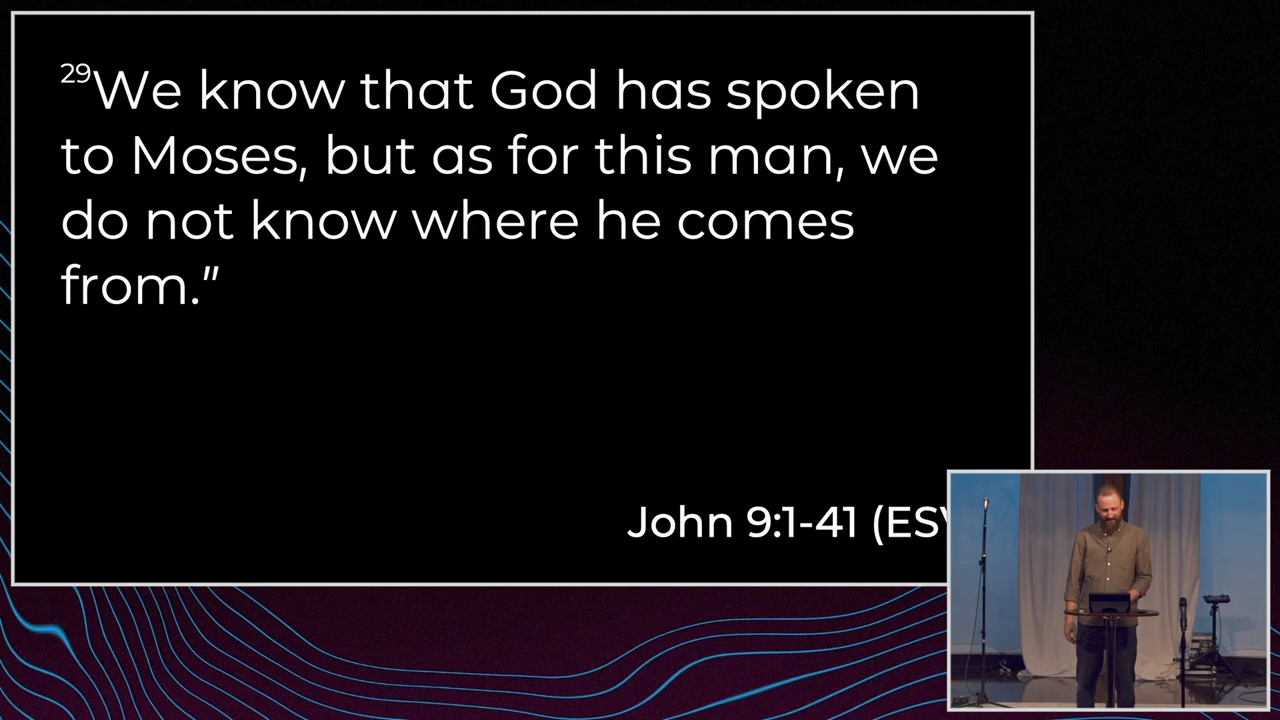 29We know that God has spoken
to Moses, but as for this man, we
do not know where he comes
from.”
John 9:1-41 (ES